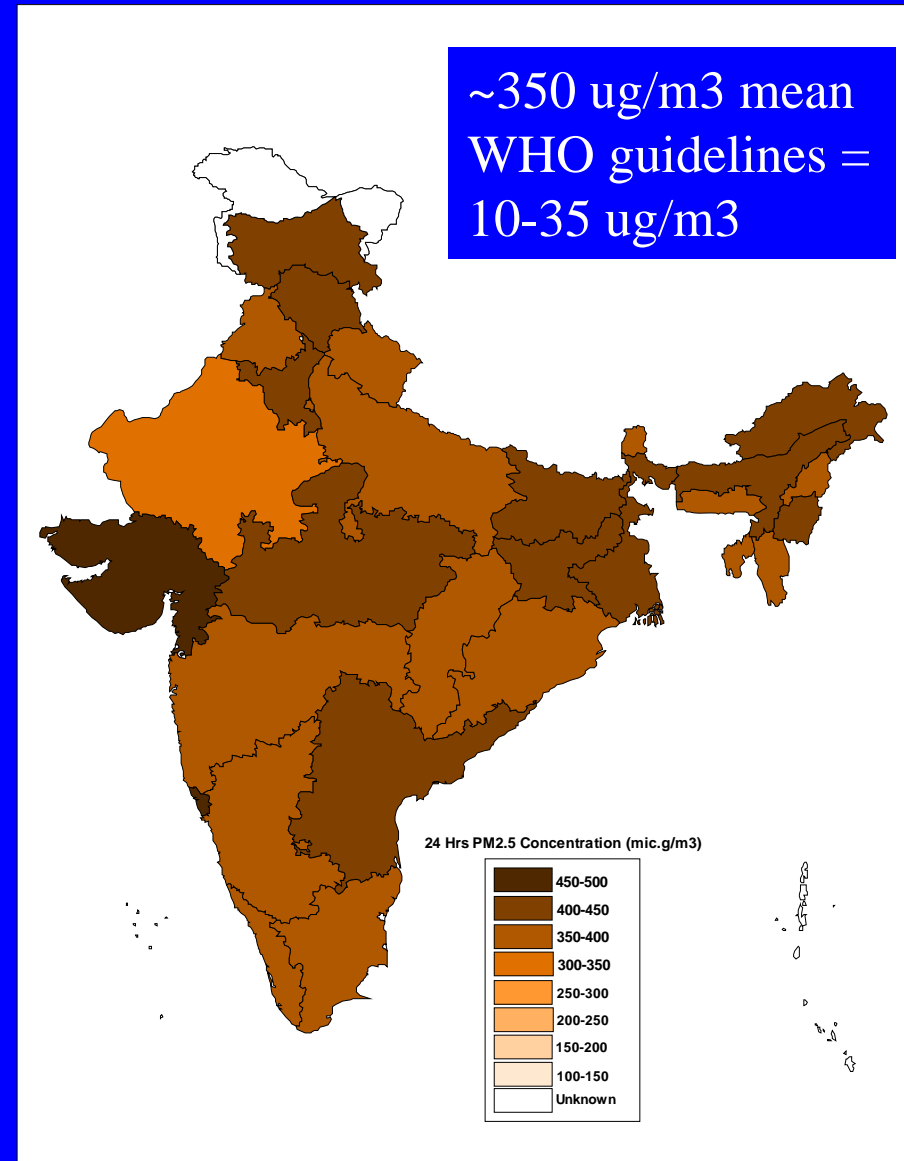 ~350 ug/m3 mean
WHO guidelines =
10-35 ug/m3
24 Hrs PM2.5 Concentration (mic.g/m3)
450-500
400-450
350-400
300-350
250-300
200-250
150-200
100-150
Unknown